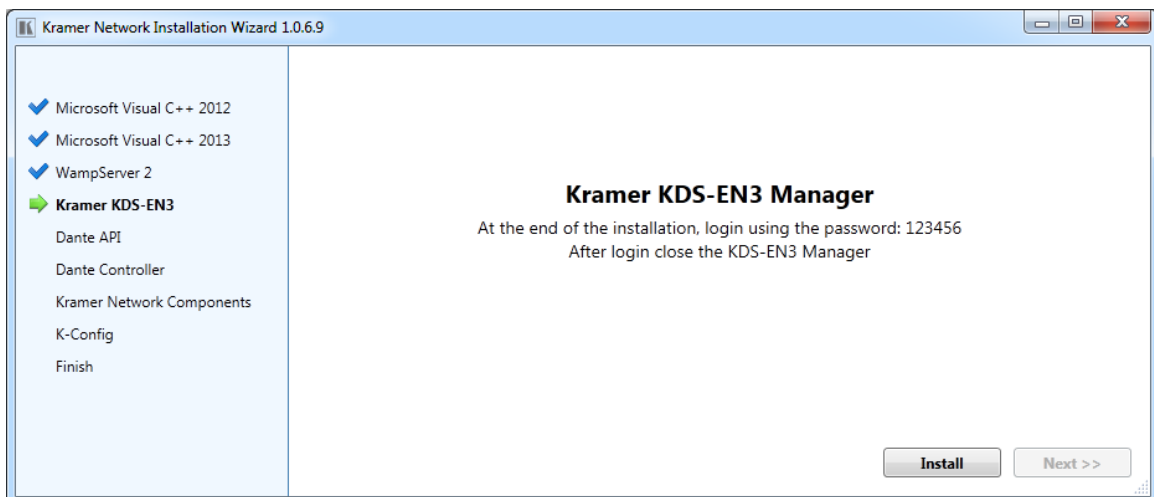 Kramer Network Installation Wizard 1.0.6.9
Microsoft Visual C++ 2012
Microsoft Visual C++ 2013
WampServer 2
Kramer KDS-EN3
Dante API
Dante Controller
Kramer Network Components
K-Config
Finish
Kramer KDS-EN3 Manager
At the end of the installation, login using the password: 123456
After login close the KDS-EN3 Manager
Install
Next >>